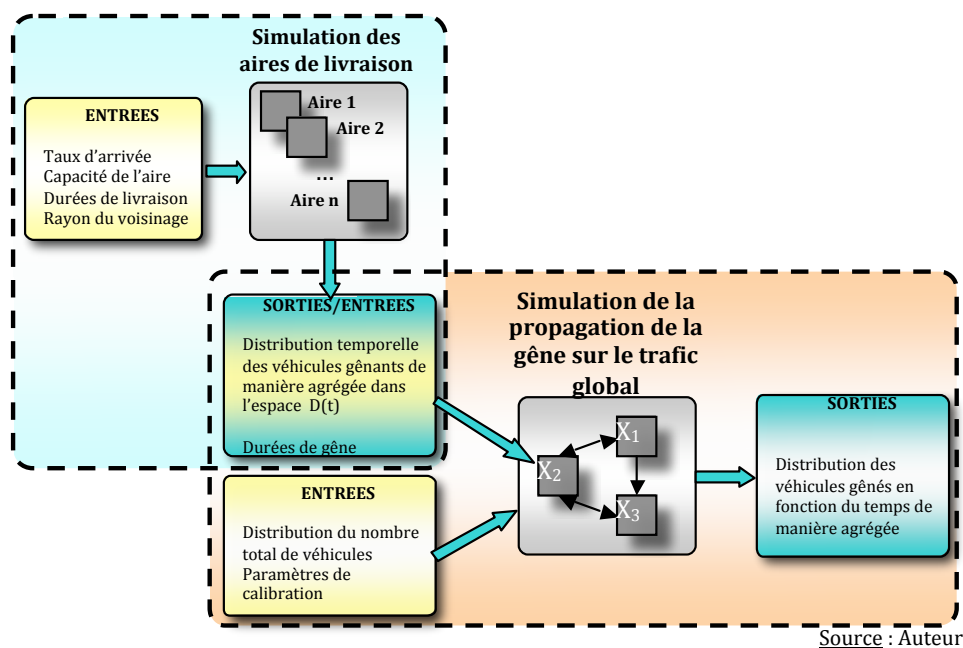 Simulation des
aires de livraison
ENTREES
Taux d'arrivée
Capacité de l'aire
Durées de livraison
Rayon du voisinage
Aire 1
Aire 2
...
Aire n
SORTIES/ENTREES
Distribution temporelle
des véhicules gênants de
manière agrégée dans
l'espace D(t)
Durées de gêne
Simulation de la
propagation de la
gêne sur le trafic
global
X1
X2
X3
SORTIES
Distribution des
véhicules gênés en
fonction du temps de
manière agrégée
ENTREES
Distribution du nombre
total de véhicules
Paramètres de
calibration
Source : Auteur